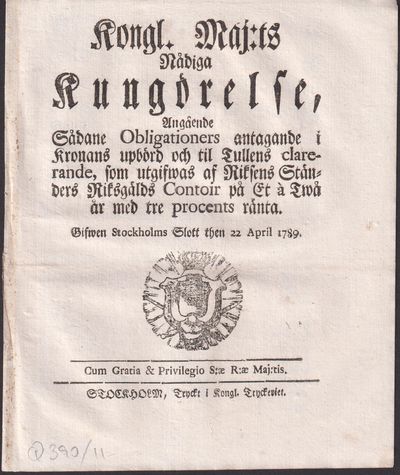 Kongl. Maj:ts
Nådiga
Kungörelse,
Angående
Sådane Obligationers antagande i
Kronans upbörd och til Tullens clare-
rande, som utgifwas af Riksens Stän-
ders Riksgälds Contoir på Et à Twå
år med tre procents ränta.
Gifwen Stockholms Slott then 22 April 1789.
Cum Gratia & Privilegio S:æ R:æ Maj:tis.
STOCKHOLM, Tryckt i Kongl. Tryckeriet.
390/11-